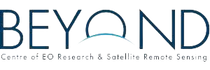 BEYOND
Centre of EO Research & Satellite Remote Sensing